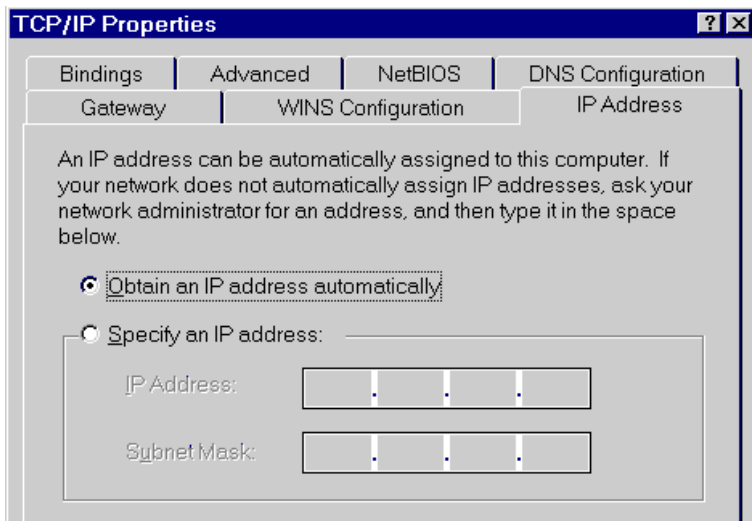 TCP/IP Properties
Bindings Advanced NetBIOS DNS Configuration
Gateway WINS Configuration IP Address
An IP address can be automatically assigned to this computer. If
your network does not automatically assign IP addresses, ask your
network administrator for an address, and then type it in the space
below.
Obtain an IP address automatically
Specify an IP address:
IP Address:
. . .
Subnet Mask:
. . .